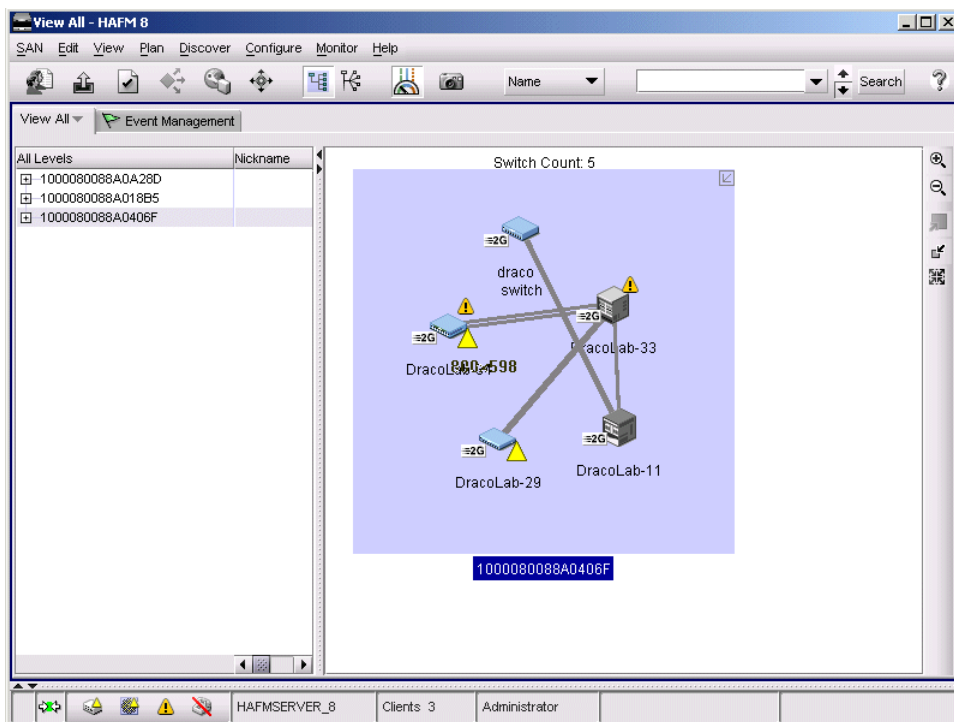 View All - HAFM 8
SAN Edit View Plan Discover Configure Monitor Help
Name
Search
View All
Event Management
All Levels Nickname
1000080088A0A28D
1000080088A018B5
1000080088A0406F
Switch Count: 5
=2G
draco
switch
=2G
=2G
DracoLab-33
=2G
=2G
DracoLab-11
DracoLab-29
1000080088A0406F
HAFMSERVER_8 Clients 3 Administrator